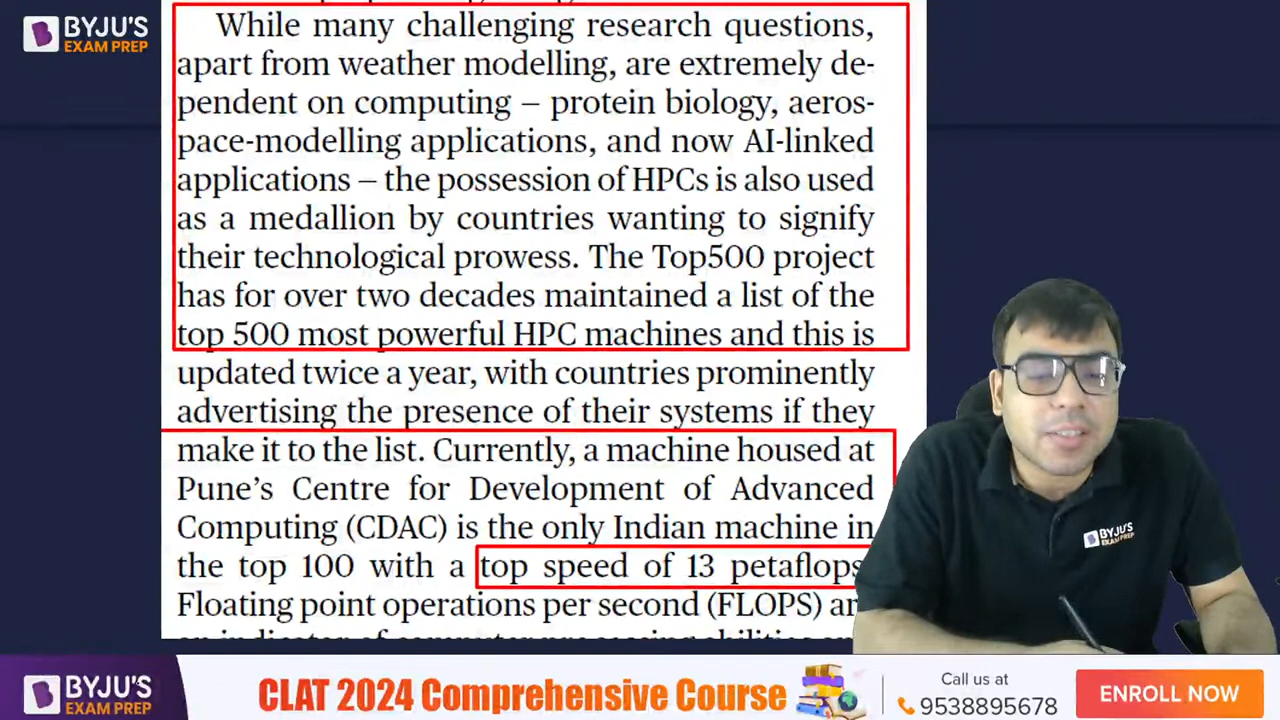 BYJU'S
EXAM PREP
While many challenging research questions,
apart from weather modelling, are extremely de-
pendent on computing – protein biology, aeros-
pace-modelling applications, and now AI-linked
applications – the possession of HPCs is also used
as a medallion by countries wanting to signify
their technological prowess. The Top500 project
has for over two decades maintained a list of the
top 500 most powerful HPC machines and this is
updated twice a year, with countries prominently
advertising the presence of their systems if they
make it to the list. Currently, a machine housed at
Pune's Centre for Development of Advanced
Computing (CDAC) is the only Indian machine in
the top 100 with a top speed of 13 petaflops
Floating point operations per second (FLOPS)
BYJU'S
EXAM PREP
BYJU'S
EXAM PREP
CLAT 2024 Comprehensive Course
Call us at
9538895678
ENROLL NOW